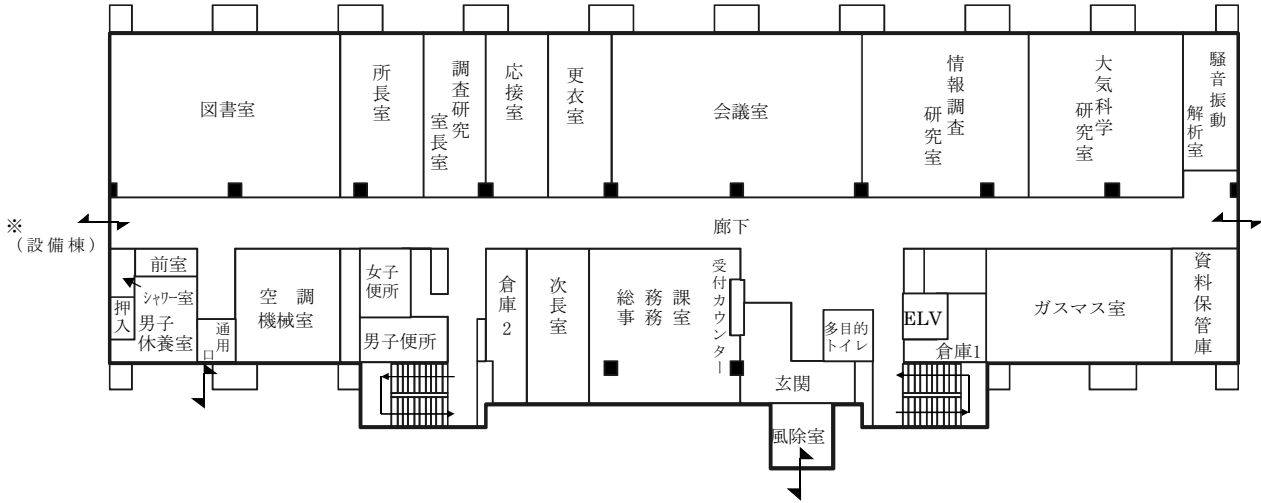 図書室
所長室
調査研究
室長室
応接室
更衣室
会議室
情報調査
研究室
大気科学
研究室
騒音振動
解析室
※
(設備棟)
廊下
前室
シャワー室
押入
男子
休養室
通用
口
空調
機械室
女子
便所
男子便所
倉庫2
次長室
総務課
事務室
受付カウンター
多目的
トイレ
玄関
風除室
ELV
倉庫1
ガスマス室
資料保管庫